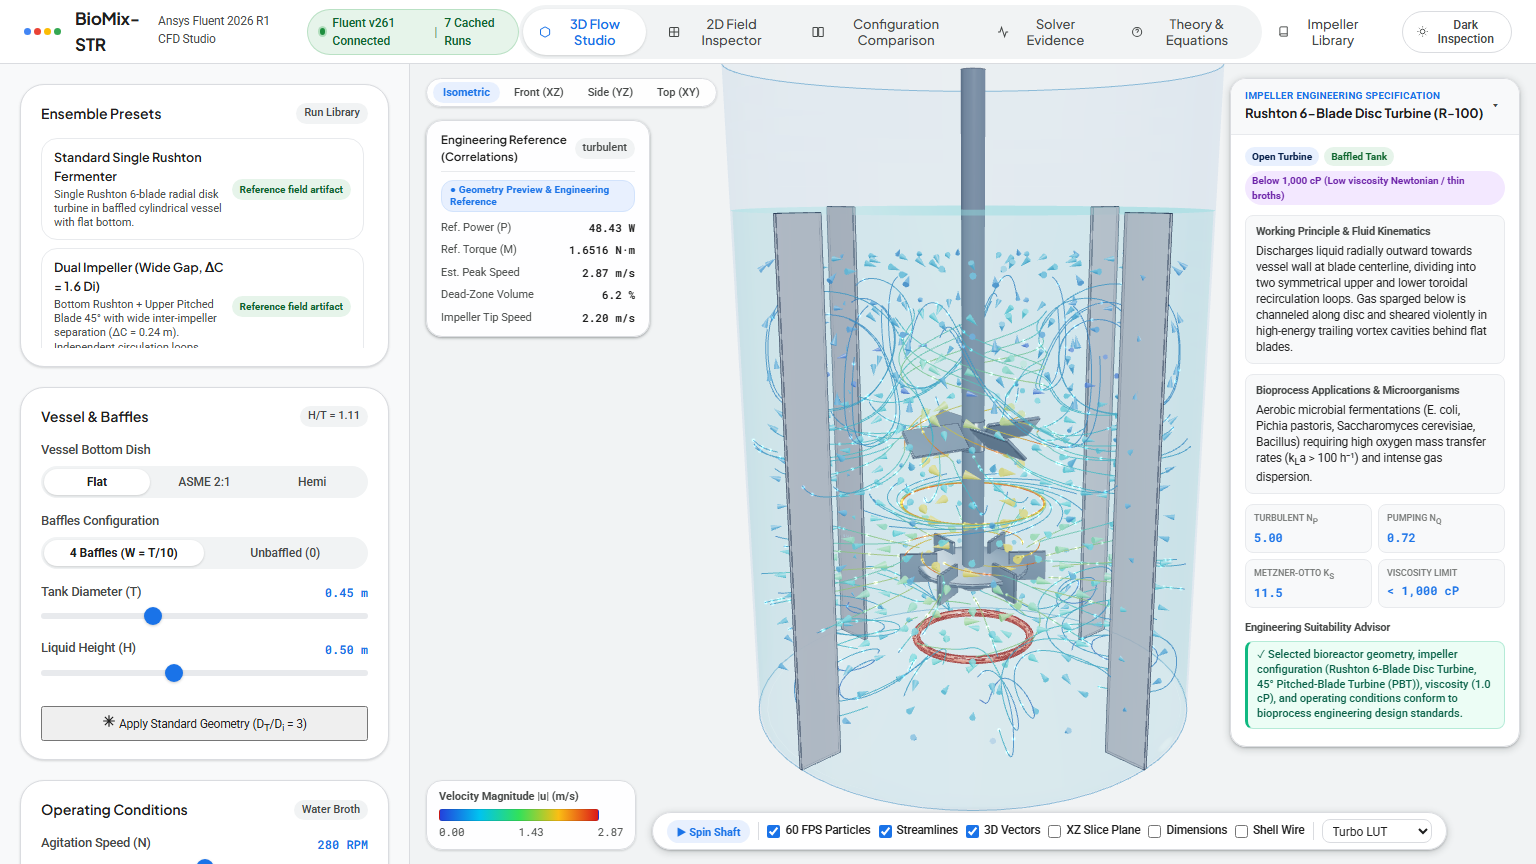 BioMix-STR
Ansys Fluent 2026 R1 CFD Studio
Fluent v261 Connected | 7 Cached Runs
3D Flow Studio
2D Field Inspector
Configuration Comparison
Solver Evidence
Theory & Equations
Impeller Library
Dark Inspection
Ensemble Presets
Run Library
Standard Single Rushton Fermenter
Single Rushton 6-blade radial disk turbine in baffled cylindrical vessel with flat bottom.
Reference field artifact
Dual Impeller (Wide Gap, ΔC = 1.6 Di)
Bottom Rushton + Upper Pitched Blade 45° with wide inter-impeller separation (ΔC = 0.24 m). Independent circulation loops
Reference field artifact
Vessel & Baffles
H/T = 1.11
Vessel Bottom Dish
Flat
ASME 2:1
Hemi
Baffles Configuration
4 Baffles (W = T/10)
Unbaffled (0)
Tank Diameter (T)
0.45 m
Liquid Height (H)
0.50 m
✳ Apply Standard Geometry (DT/Di = 3)
Operating Conditions
Water Broth
Agitation Speed (N)
280 RPM
Isometric
Front (XZ)
Side (YZ)
Top (XY)
Engineering Reference (Correlations)
turbulent
● Geometry Preview & Engineering Reference
Ref. Power (P) 48.43 W
Ref. Torque (M) 1.6516 N·m
Est. Peak Speed 2.87 m/s
Dead-Zone Volume 6.2 %
Impeller Tip Speed 2.20 m/s
Velocity Magnitude |u| (m/s)
0.00 1.43 2.87
▶ Spin Shaft
60 FPS Particles
Streamlines
3D Vectors
XZ Slice Plane
Dimensions
Shell Wire
Turbo LUT
IMPELLER ENGINEERING SPECIFICATION
Rushton 6-Blade Disc Turbine (R-100)
Open Turbine
Baffled Tank
Below 1,000 cP (Low viscosity Newtonian / thin broths)
Working Principle & Fluid Kinematics
Discharges liquid radially outward towards vessel wall at blade centerline, dividing into two symmetrical upper and lower toroidal recirculation loops. Gas sparged below is channeled along disc and sheared violently in high-energy trailing vortex cavities behind flat blades.
Bioprocess Applications & Microorganisms
Aerobic microbial fermentations (E. coli, Pichia pastoris, Saccharomyces cerevisiae, Bacillus) requiring high oxygen mass transfer rates (kLa > 100 h⁻¹) and intense gas dispersion.
TURBULENT NP
5.00
PUMPING NQ
0.72
METZNER-OTTO KS
11.5
VISCOSITY LIMIT
< 1,000 cP
Engineering Suitability Advisor
✓ Selected bioreactor geometry, impeller configuration (Rushton 6-Blade Disc Turbine, 45° Pitched-Blade Turbine (PBT)), viscosity (1.0 cP), and operating conditions conform to bioprocess engineering design standards.